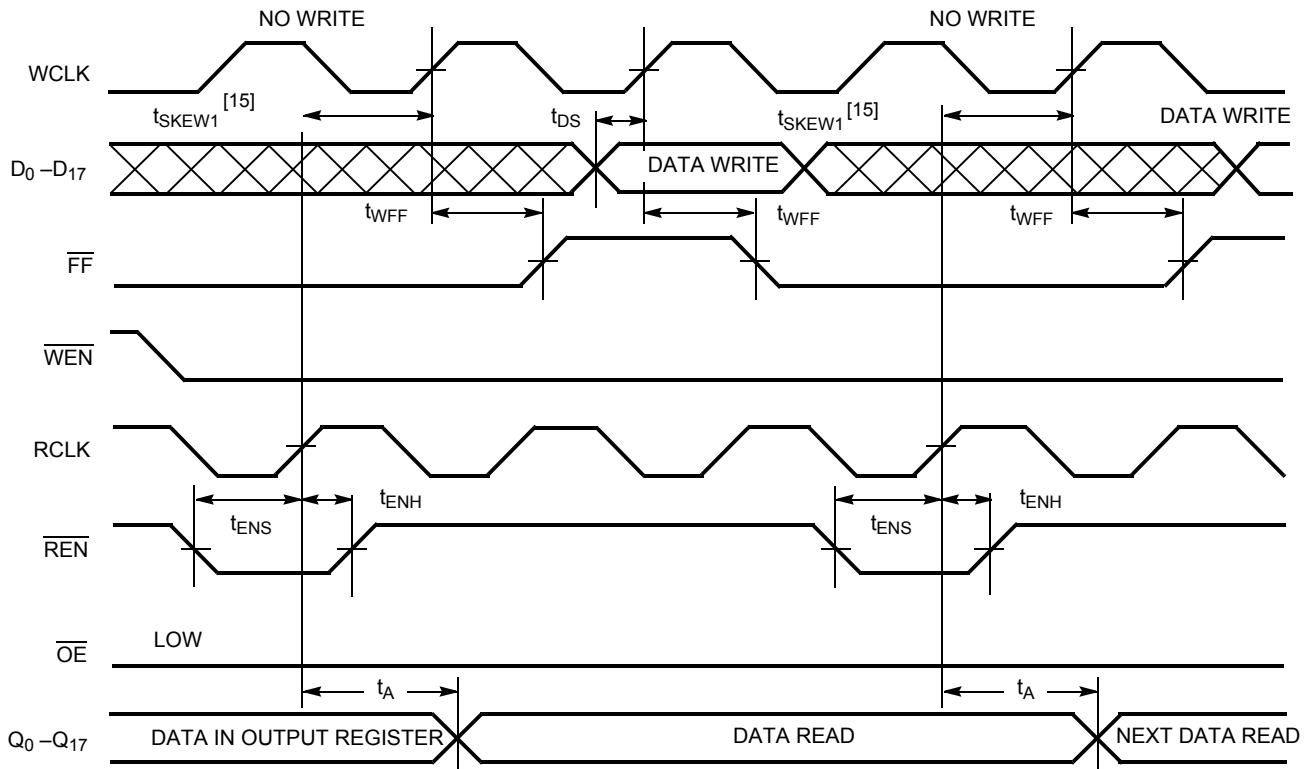 NO WRITE NO WRITE
WCLK
tSKEW1 [15] tDS tSKEW1 [15] DATA WRITE
D0 –D17 DATA WRITE
tWFF tWFF tWFF
FF
WEN
RCLK
tENS tENH tENS tENH
REN
LOW
OE
tA tA
Q0 –Q17 DATA IN OUTPUT REGISTER DATA READ NEXT DATA READ